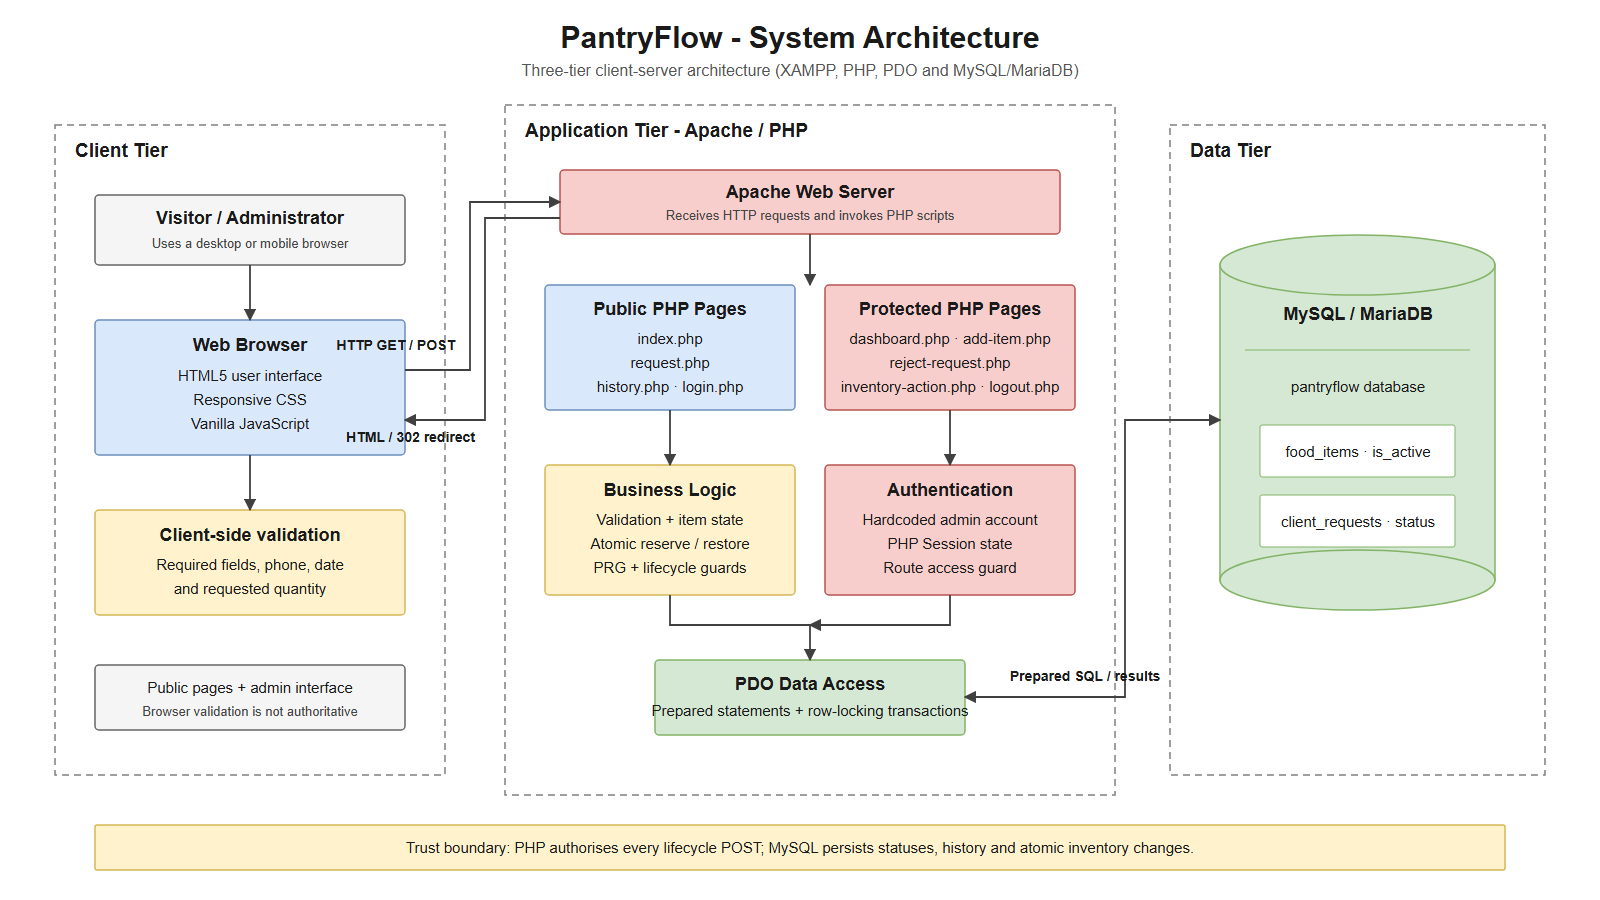 PantryFlow - System Architecture
Three-tier client-server architecture (XAMPP, PHP, PDO and MySQL/MariaDB)
Client Tier
Visitor / Administrator
Uses a desktop or mobile browser
Web Browser
HTML5 user interface
Responsive CSS
Vanilla JavaScript
HTTP GET / POST
HTML / 302 redirect
Client-side validation
Required fields, phone, date
and requested quantity
Public pages + admin interface
Browser validation is not authoritative
Application Tier - Apache / PHP
Apache Web Server
Receives HTTP requests and invokes PHP scripts
Public PHP Pages
index.php
request.php
history.php · login.php
Protected PHP Pages
dashboard.php · add-item.php
reject-request.php
inventory-action.php · logout.php
Business Logic
Validation + item state
Atomic reserve / restore
PRG + lifecycle guards
Authentication
Hardcoded admin account
PHP Session state
Route access guard
PDO Data Access
Prepared statements + row-locking transactions
Prepared SQL / results
Data Tier
MySQL / MariaDB
pantryflow database
food_items · is_active
client_requests · status
Trust boundary: PHP authorises every lifecycle POST; MySQL persists statuses, history and atomic inventory changes.